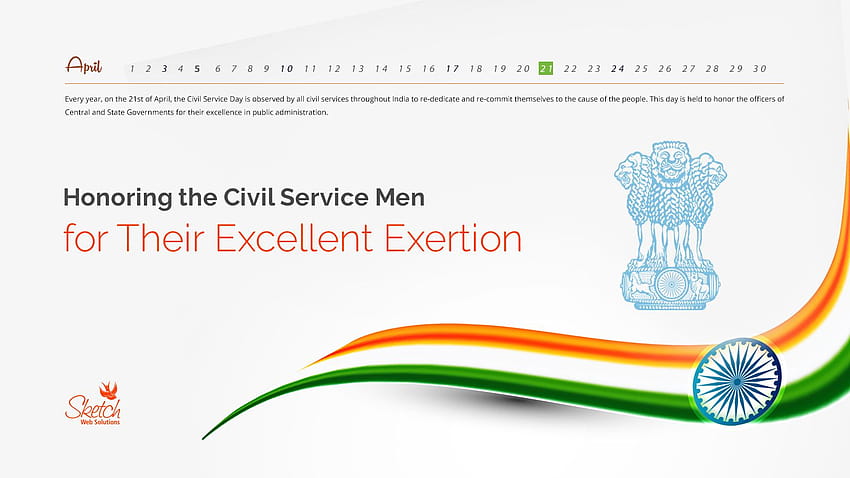 April 1 2 3 4 5 6 7 8 9 10 11 12 13 14 15 16 17 18 19 20 21 22 23 24 25 26 27 28 29 30
Every year, on the 21st of April, the Civil Service Day is observed by all civil services throughout India to re-dedicate and re-commit themselves to the cause of the people. This day is held to honor the officers of
Central and State Governments for their excellence in public administration.
Honoring the Civil Service Men
for Their Excellent Exertion
Sketch
Web Solutions